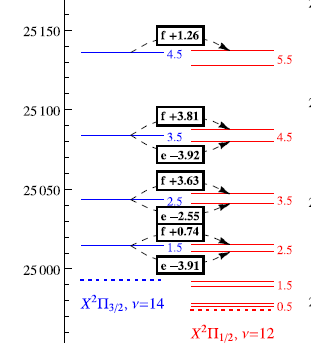 25 150
f +1.26
4.5
5.5
25 100
f +3.81
3.5
4.5
e −3.92
f +3.63
25 050
2.5
3.5
e −2.55
f +0.74
1.5
2.5
e −3.91
25 000
1.5
0.5
X²Π₃/₂, ν=14
X²Π₁/₂, ν=12